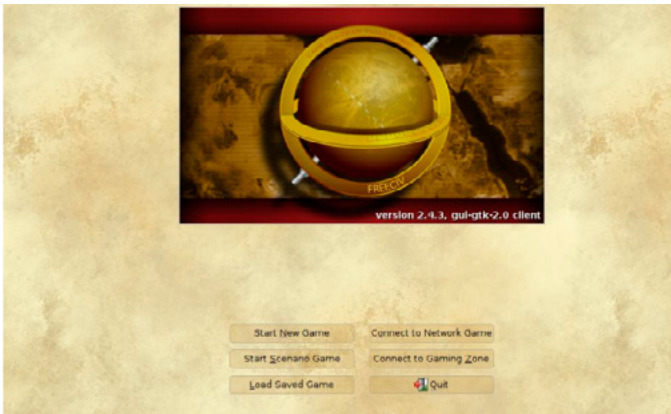 FREECIV
version 2.4.3, gui-gtk-2.0 client
Start New Game
Connect to Network Game
Start Scenario Game
Connect to Gaming Zone
Load Saved Game
Quit